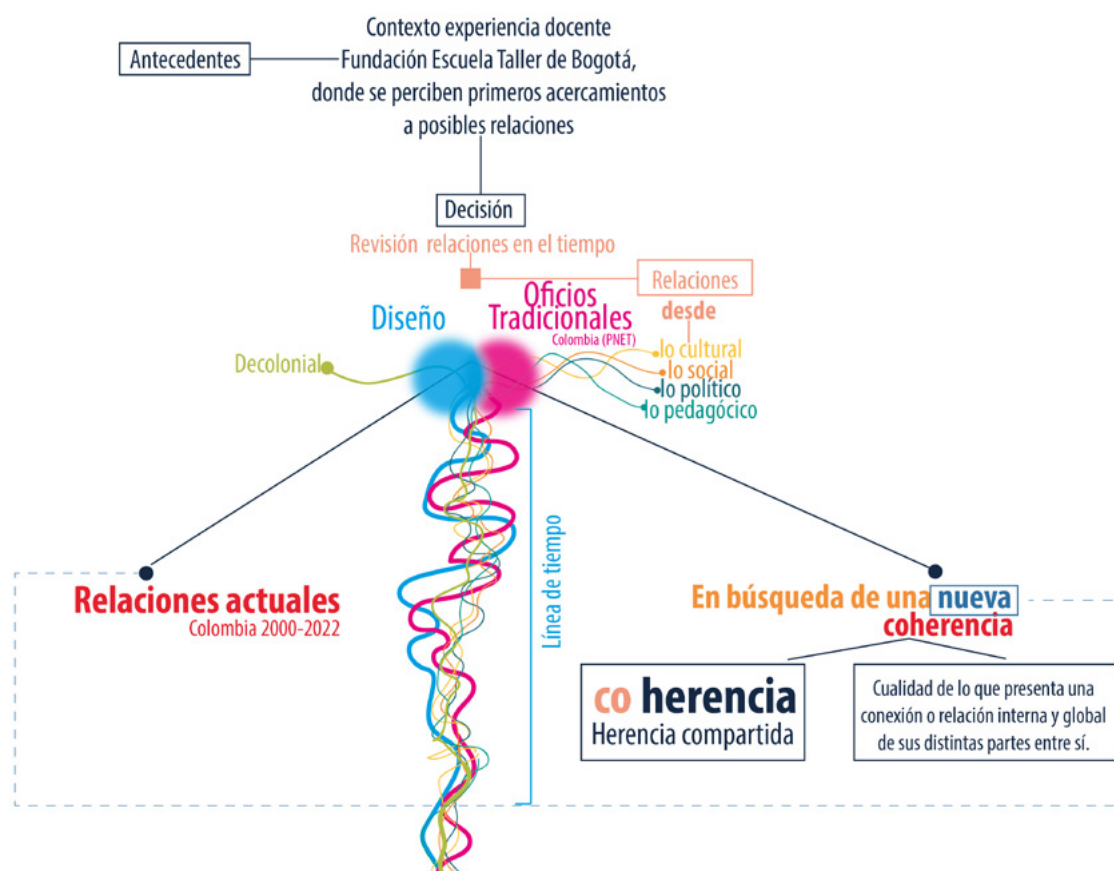 Antecedentes
Contexto experiencia docente
Fundación Escuela Taller de Bogotá,
donde se perciben primeros acercamientos
a posibles relaciones
Decisión
Revisión relaciones en el tiempo
Relaciones
desde
Diseño
Oficios
Tradicionales
Colombia (PNET)
Decolonial
lo cultural
lo social
lo político
lo pedagócico
Línea de tiempo
Relaciones actuales
Colombia 2000-2022
En búsqueda de una nueva
coherencia
co herencia
Herencia compartida
Cualidad de lo que presenta una
conexión o relación interna y global
de sus distintas partes entre sí.